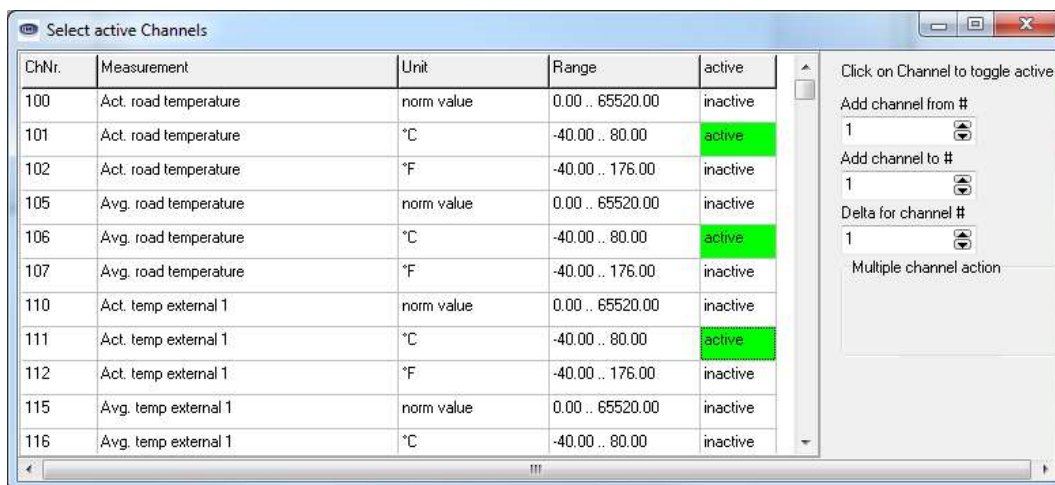 Select active Channels
ChNr. Measurement Unit Range active
100 Act. road temperature norm value 0.00 .. 65520.00 inactive
101 Act. road temperature °C -40.00 .. 80.00 active
102 Act. road temperature °F -40.00 .. 176.00 inactive
105 Avg. road temperature norm value 0.00 .. 65520.00 inactive
106 Avg. road temperature °C -40.00 .. 80.00 active
107 Avg. road temperature °F -40.00 .. 176.00 inactive
110 Act. temp external 1 norm value 0.00 .. 65520.00 inactive
111 Act. temp external 1 °C -40.00 .. 80.00 active
112 Act. temp external 1 °F -40.00 .. 176.00 inactive
115 Avg. temp external 1 norm value 0.00 .. 65520.00 inactive
116 Avg. temp external 1 °C -40.00 .. 80.00 inactive
Click on Channel to toggle active
Add channel from #
1
Add channel to #
1
Delta for channel #
1
Multiple channel action